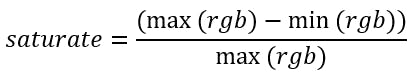 saturate = (max (rgb) − min (rgb)) / max (rgb)